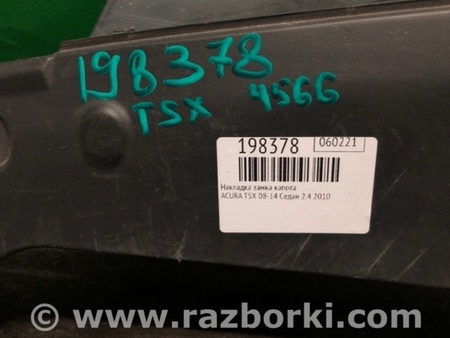 198378
TSX 4566
198378 060221
Накладка замка капота
ACURA TSX 08-14 Седан 2.4 2010
© www.razborki.com